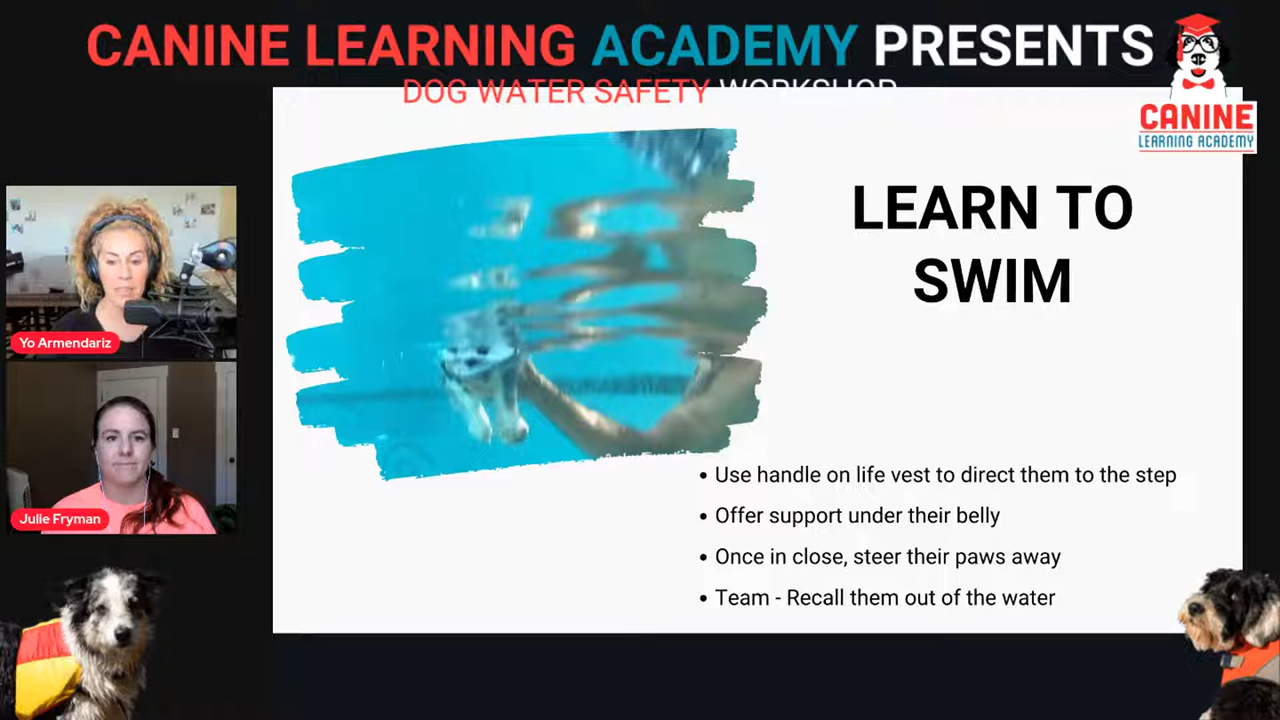 CANINE LEARNING ACADEMY PRESENTS
DOG WATER SAFETY WORKSHOP
CANINE
LEARNING ACADEMY
LEARN TO
SWIM
• Use handle on life vest to direct them to the step
• Offer support under their belly
• Once in close, steer their paws away
• Team - Recall them out of the water
Yo Armendariz
Julie Fryman